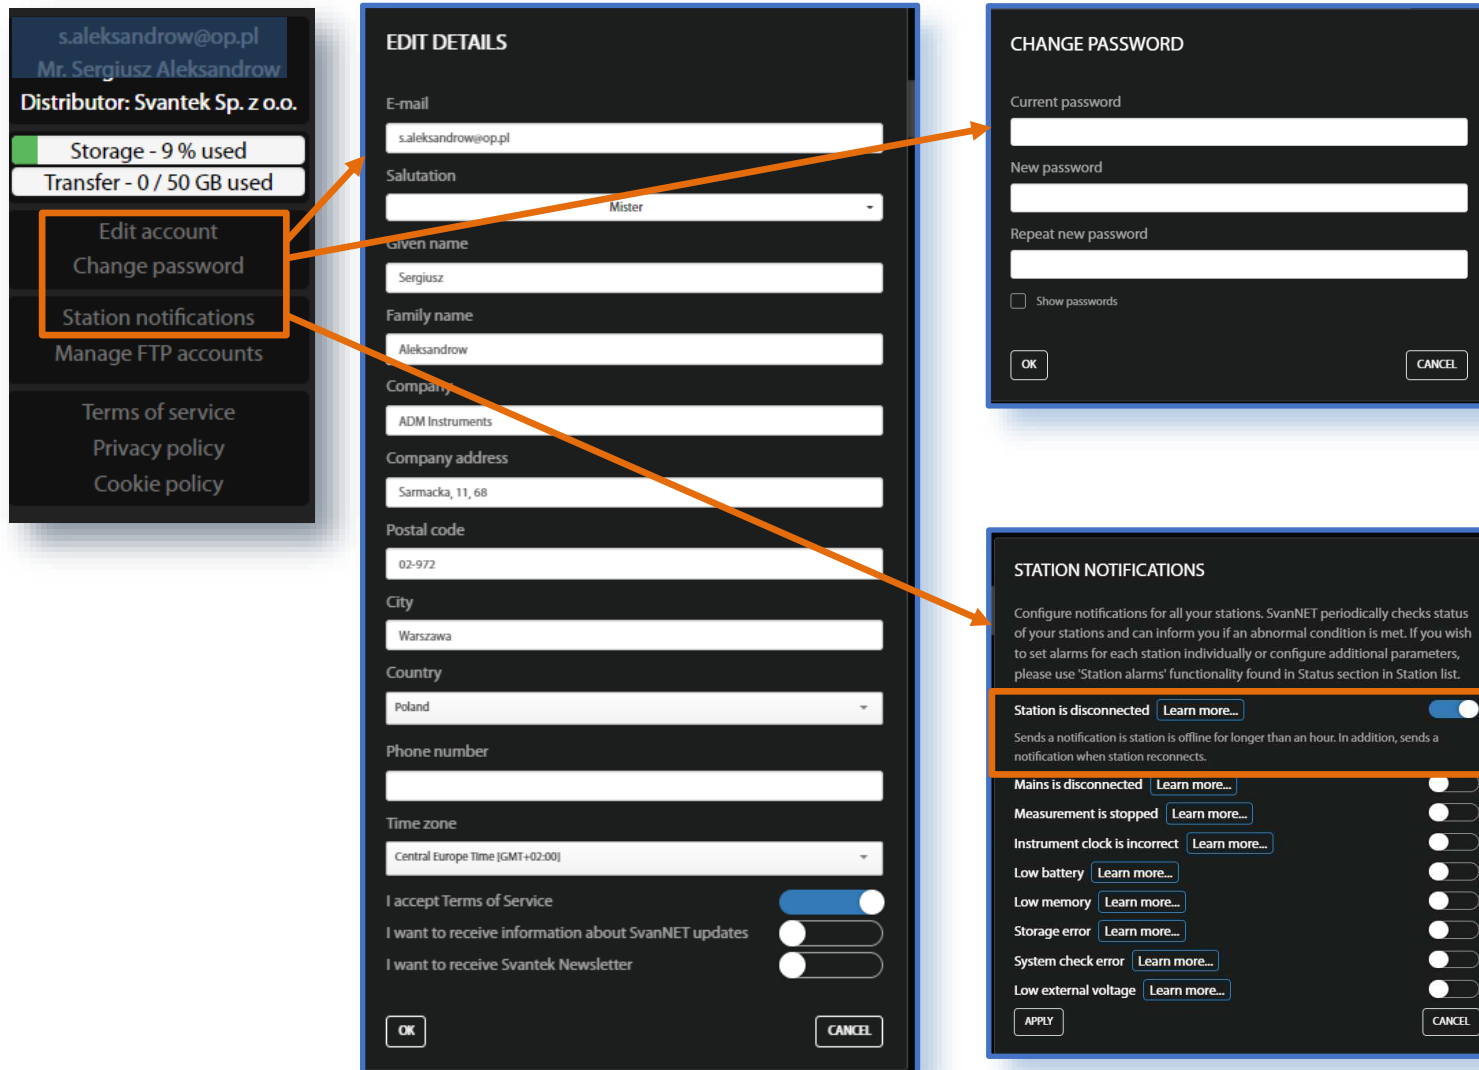 s.aleksandrow@op.pl
Mr. Sergiusz Aleksandrow
Distributor: Svantek Sp. z o.o.
Storage - 9 % used
Transfer - 0 / 50 GB used
Edit account
Change password
Station notifications
Manage FTP accounts
Terms of service
Privacy policy
Cookie policy
EDIT DETAILS
E-mail
s.aleksandrow@op.pl
Salutation
Mister
Given name
Sergiusz
Family name
Aleksandrow
Company
ADM Instruments
Company address
Sarmacka, 11, 68
Postal code
02-972
City
Warszawa
Country
Poland
Phone number
Time zone
Central Europe Time [GMT+02:00]
I accept Terms of Service
I want to receive information about SvanNET updates
I want to receive Svantek Newsletter
OK
CANCEL
CHANGE PASSWORD
Current password
New password
Repeat new password
Show passwords
OK
CANCEL
STATION NOTIFICATIONS
Configure notifications for all your stations. SvanNET periodically checks status
of your stations and can inform you if an abnormal condition is met. If you wish
to set alarms for each station individually or configure additional parameters,
please use 'Station alarms' functionality found in Status section in Station list.
Station is disconnected Learn more...
Sends a notification is station is offline for longer than an hour. In addition, sends a
notification when station reconnects.
Mains is disconnected Learn more...
Measurement is stopped Learn more...
Instrument clock is incorrect Learn more...
Low battery Learn more...
Low memory Learn more...
Storage error Learn more...
System check error Learn more...
Low external voltage Learn more...
APPLY
CANCEL